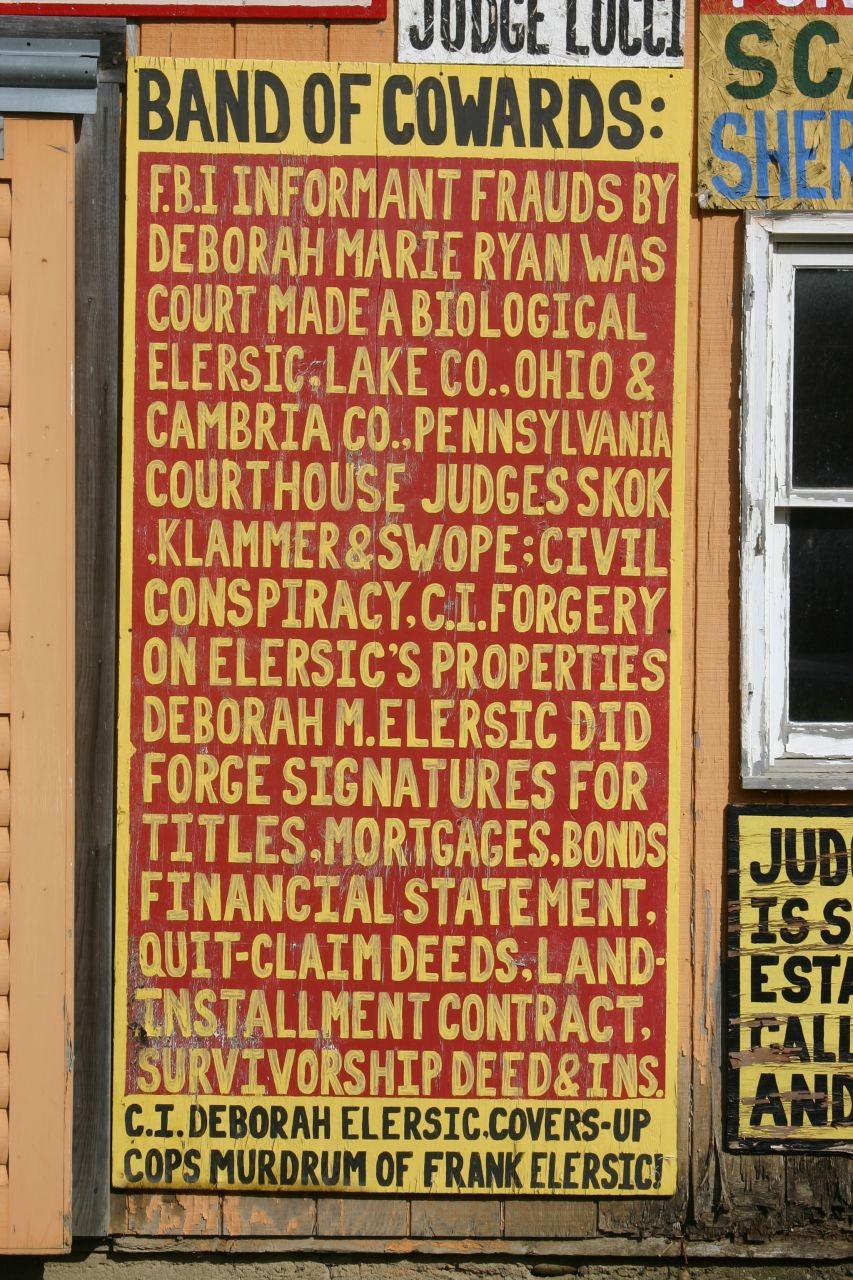 JUDGE LUCCI
BAND OF COWARDS:
F.B.I INFORMANT FRAUDS BY
DEBORAH MARIE RYAN WAS
COURT MADE A BIOLOGICAL
ELERSIC.LAKE CO.,OHIO &
CAMBRIA CO.,PENNSYLVANIA
COURTHOUSE JUDGES SKOK
,KLAMMER&SWOPE;CIVIL
CONSPIRACY,C.I.FORGERY
ON ELERSIC'S PROPERTIES
DEBORAH M.ELERSIC DID
FORGE SIGNATURES FOR
TITLES,MORTGAGES,BONDS
FINANCIAL STATEMENT,
QUIT-CLAIM DEEDS,LAND-
INSTALLMENT CONTRACT,
SURVIVORSHIP DEED&INS.
C.I.DEBORAH ELERSIC.COVERS-UP
COPS MURDRUM OF FRANK ELERSIC!
IS S
AND